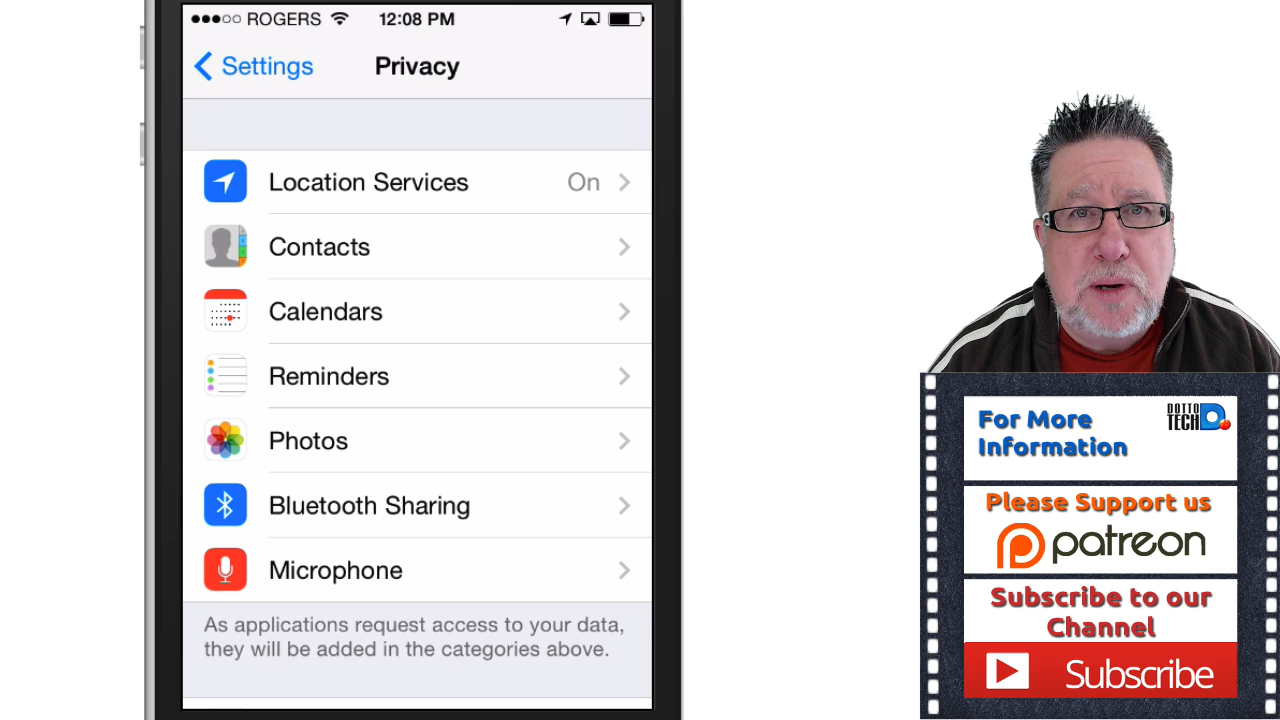 ROGERS 12:08 PM
Settings Privacy
Location Services On
Contacts
Calendars
Reminders
Photos
Bluetooth Sharing
Microphone
As applications request access to your data,
they will be added in the categories above.
For More
Information
DOTTO
TECH
Please Support us
patreon
Subscribe to our
Channel
Subscribe